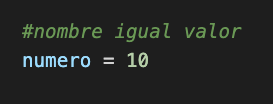 #nombre igual valor
numero = 10